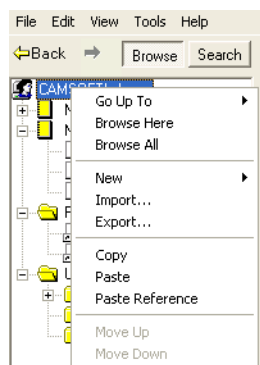 File Edit View Tools Help
Back Browse Search
Go Up To
Browse Here
Browse All
New
Import...
Export...
Copy
Paste
Paste Reference
Move Up
Move Down